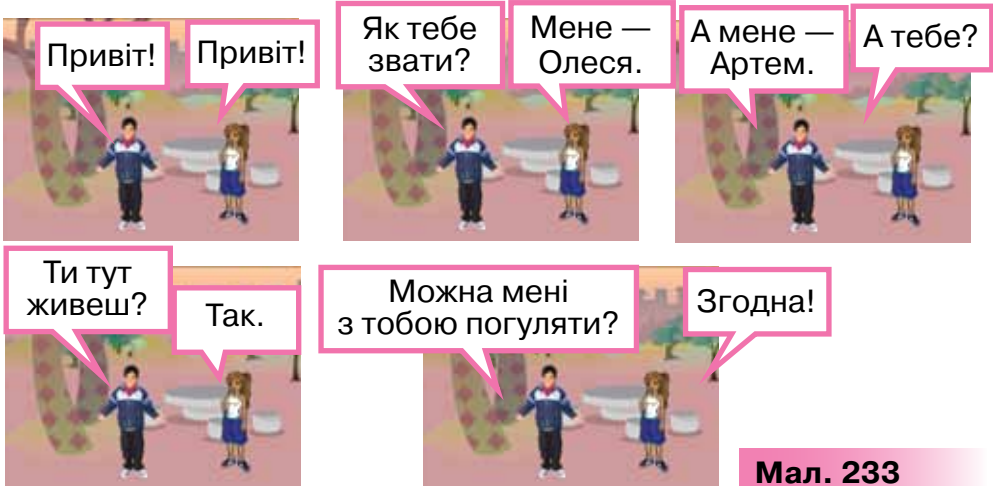 Привіт!
Привіт!
Як тебе
звати?
Мене —
Олеся.
А мене —
Артем.
А тебе?
Ти тут
живеш?
Так.
Можна мені
з тобою погуляти?
Згодна!
Мал. 233